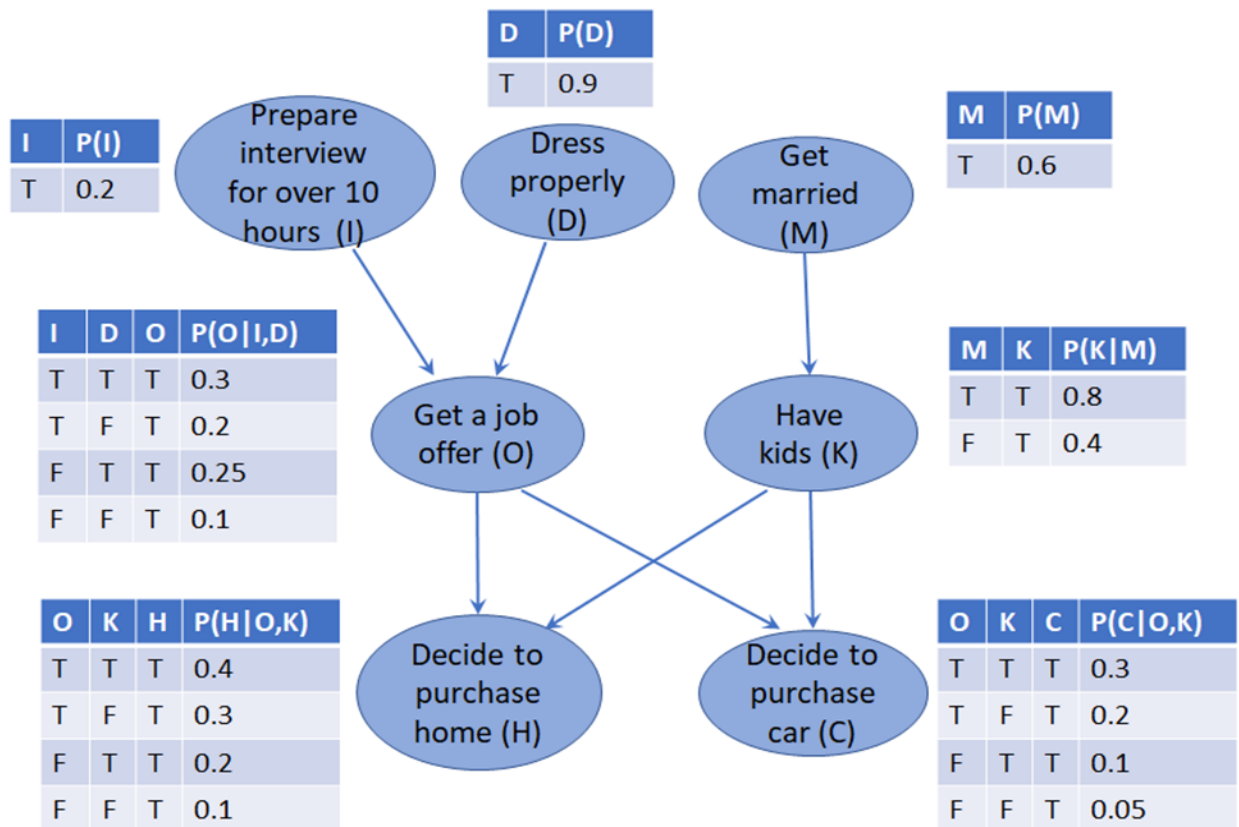 D P(D)
T 0.9
I P(I)
T 0.2
Prepare
interview
for over 10
hours (I)
Dress
properly
(D)
Get
married
(M)
M P(M)
T 0.6
I D O P(O|I,D)
T T T 0.3
T F T 0.2
F T T 0.25
F F T 0.1
Get a job
offer (O)
Have
kids (K)
M K P(K|M)
T T 0.8
F T 0.4
O K H P(H|O,K)
T T T 0.4
T F T 0.3
F T T 0.2
F F T 0.1
Decide to
purchase
home (H)
Decide to
purchase
car (C)
O K C P(C|O,K)
T T T 0.3
T F T 0.2
F T T 0.1
F F T 0.05